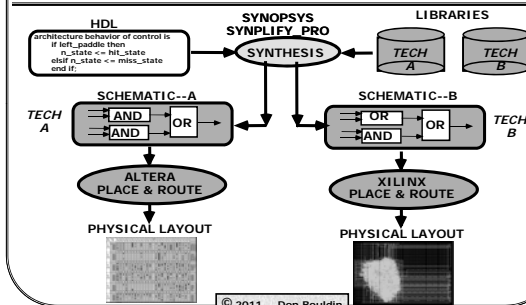 HDL
architecture behavior of control is
if left_paddle then
n_state <= hit_state
elsif n_state <= miss_state
end if;
SYNOPSYS
SYNPLIFY_PRO
SYNTHESIS
LIBRARIES
TECH
A
TECH
B
SCHEMATIC--A
TECH
A
AND
AND
OR
SCHEMATIC--B
OR
AND
OR
TECH
B
ALTERA
PLACE & ROUTE
XILINX
PLACE & ROUTE
PHYSICAL LAYOUT
PHYSICAL LAYOUT
© 2011 Don Bouldin